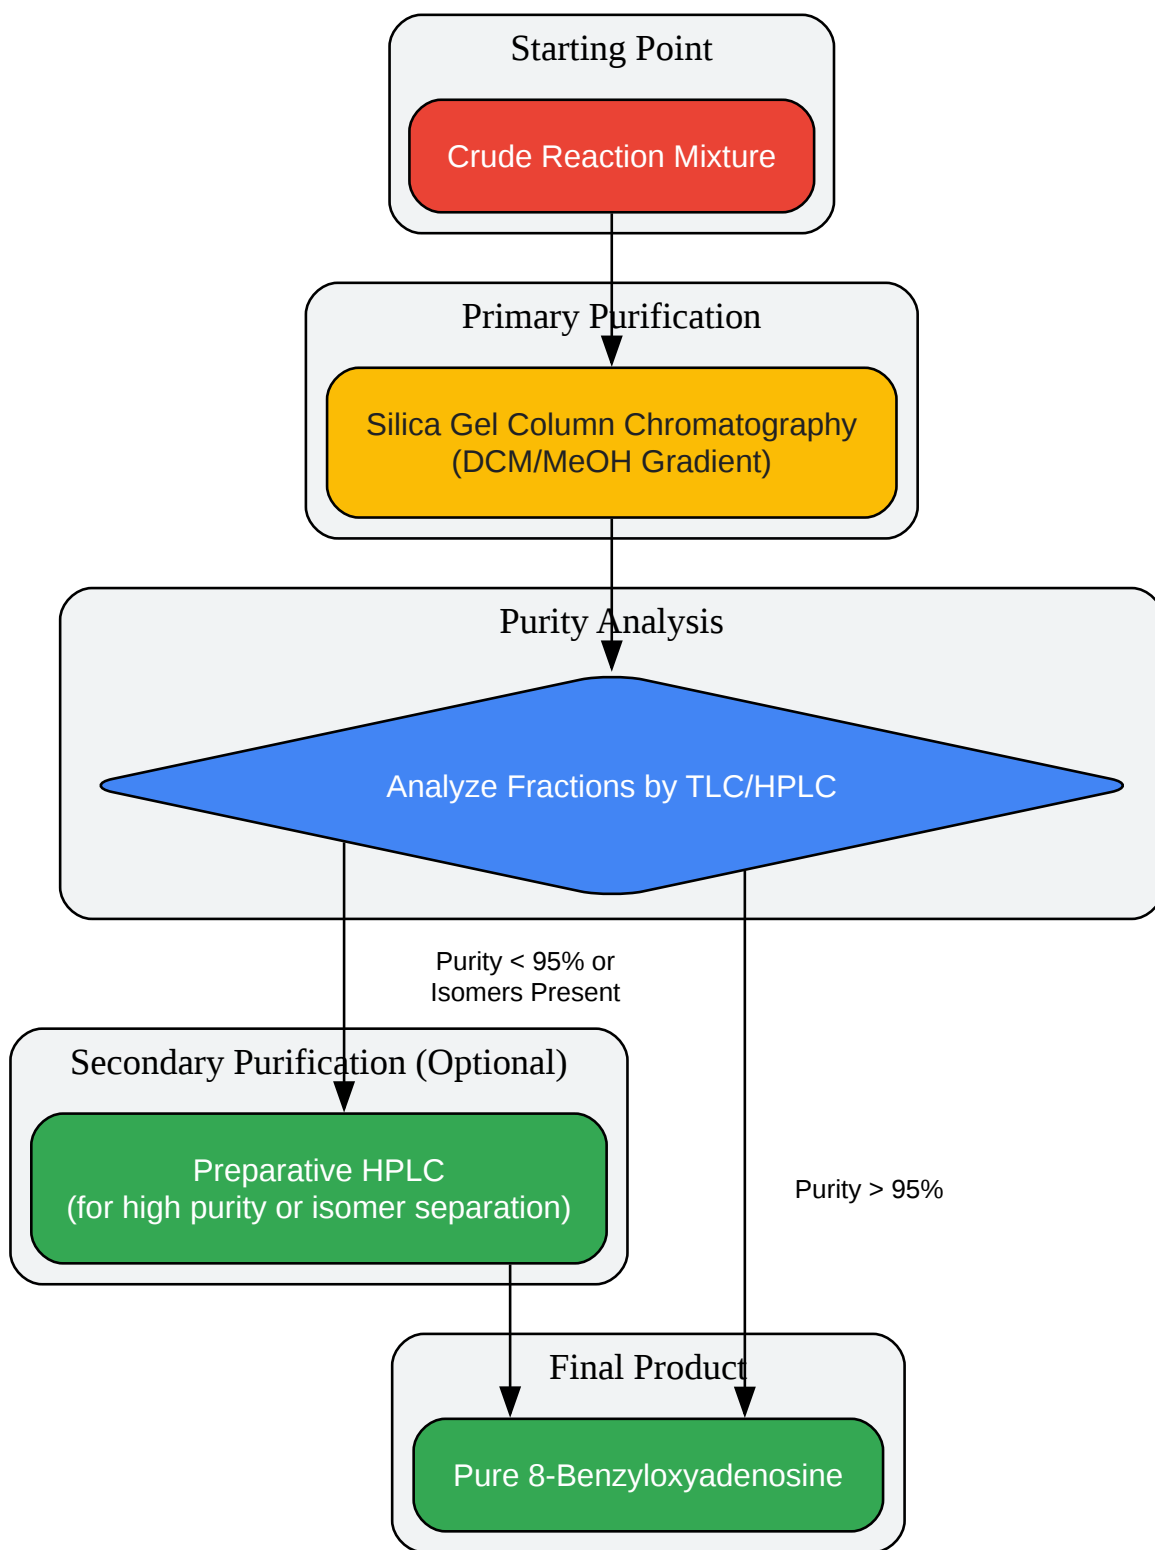 Starting Point
Crude Reaction Mixture
Primary Purification
Silica Gel Column Chromatography
(DCM/MeOH Gradient)
Purity Analysis
Analyze Fractions by TLC/HPLC
Purity < 95% or
Isomers Present
Secondary Purification (Optional)
Preparative HPLC
(for high purity or isomer separation)
Purity > 95%
Final Product
Pure 8-Benzyloxyadenosine